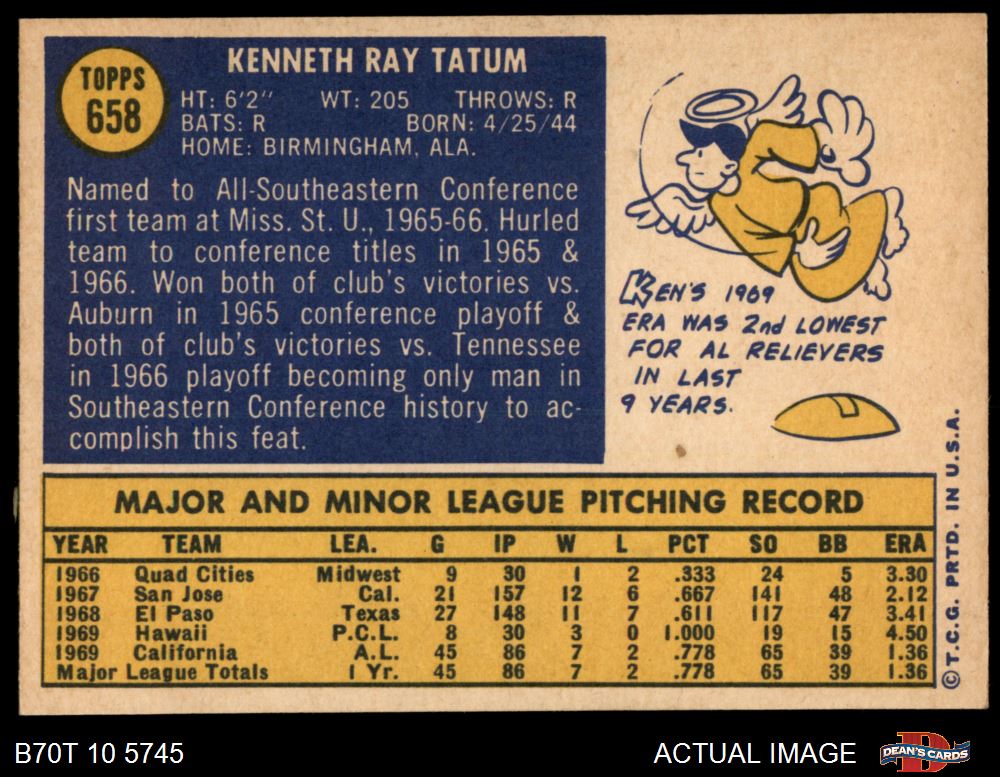 TOPPS
658
KENNETH RAY TATUM
HT: 6'2" WT: 205 THROWS: R
BATS: R BORN: 4/25/44
HOME: BIRMINGHAM, ALA.
Named to All-Southeastern Conference
first team at Miss. St. U., 1965-66. Hurled
team to conference titles in 1965 &
1966. Won both of club's victories vs.
Auburn in 1965 conference playoff &
both of club's victories vs. Tennessee
in 1966 playoff becoming only man in
Southeastern Conference history to ac-
complish this feat.
KEN'S 1969
ERA WAS 2nd LOWEST
FOR AL RELIEVERS
IN LAST
9 YEARS.
MAJOR AND MINOR LEAGUE PITCHING RECORD
YEAR TEAM LEA. G IP W L PCT SO BB ERA
1966 Quad Cities Midwest 9 30 1 2 .333 24 5 3.30
1967 San Jose Cal. 21 157 12 6 .667 141 48 2.12
1968 El Paso Texas 27 148 11 7 .611 117 47 3.41
1969 Hawaii P.C.L. 8 30 3 0 1.000 19 15 4.50
1969 California A.L. 45 86 7 2 .778 65 39 1.36
Major League Totals 1 Yr. 45 86 7 2 .778 65 39 1.36
© T.C.G. PRTD. IN U.S.A.
B70T 10 5745
ACTUAL IMAGE
D
DEAN'S CARDS